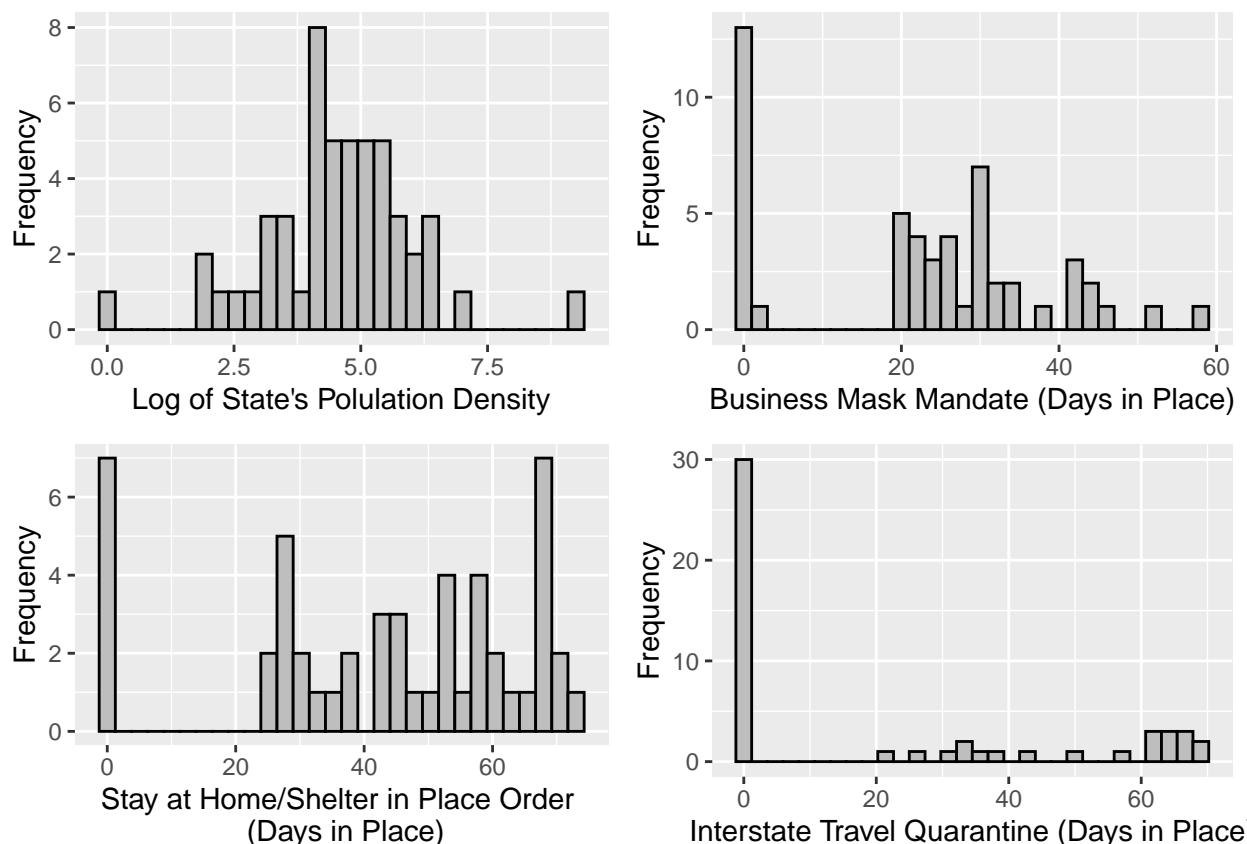 8
6
4
2
0
Frequency
0.0 2.5 5.0 7.5
Log of State's Polulation Density
10
5
0
Frequency
0 20 40 60
Business Mask Mandate (Days in Place)
6
4
2
0
Frequency
0 20 40 60
Stay at Home/Shelter in Place Order
(Days in Place)
30
20
10
0
Frequency
0 20 40 60
Interstate Travel Quarantine (Days in Place)